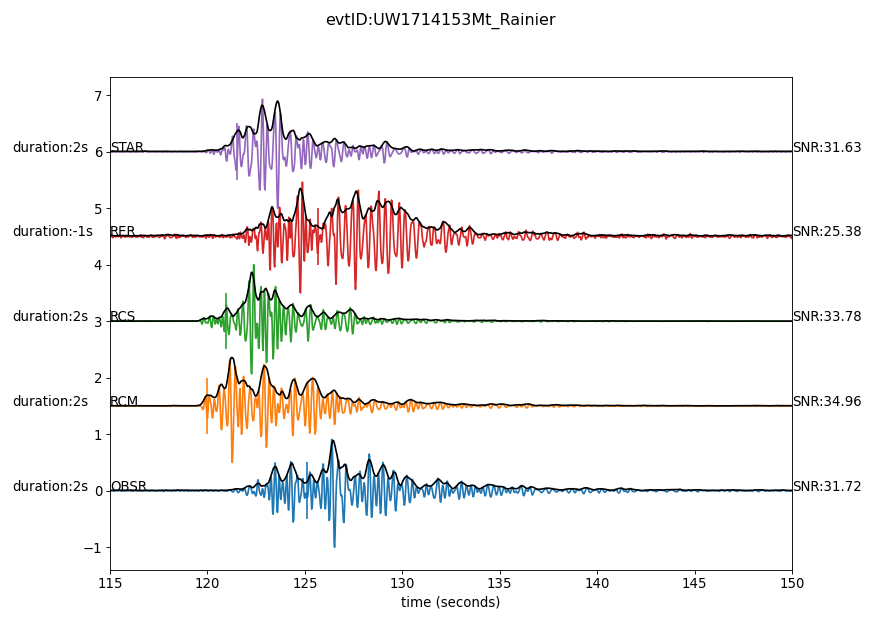 evtID:UW1714153Mt_Rainier
7
duration:2s STAR 6 SNR:31.63
5
duration:-1s RER SNR:25.38
4
duration:2s RCS 3 SNR:33.78
2
duration:2s RCM SNR:34.96
1
duration:2s OBSR 0 SNR:31.72
−1
115 120 125 130 135 140 145 150
time (seconds)